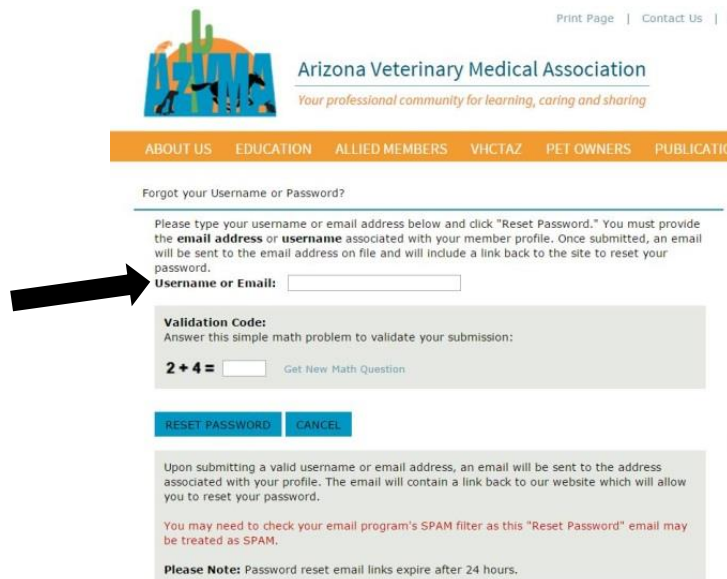 Print Page | Contact Us |
AZVMA
Arizona Veterinary Medical Association
Your professional community for learning, caring and sharing
ABOUT US EDUCATION ALLIED MEMBERS VHCTAZ PET OWNERS PUBLICATIO
Forgot your Username or Password?
Please type your username or email address below and click "Reset Password." You must provide
the email address or username associated with your member profile. Once submitted, an email
will be sent to the email address on file and will include a link back to the site to reset your
password.
Username or Email:
Validation Code:
Answer this simple math problem to validate your submission:
2 + 4 = Get New Math Question
RESET PASSWORD CANCEL
Upon submitting a valid username or email address, an email will be sent to the address
associated with your profile. The email will contain a link back to our website which will allow
you to reset your password.
You may need to check your email program's SPAM filter as this "Reset Password" email may
be treated as SPAM.
Please Note: Password reset email links expire after 24 hours.